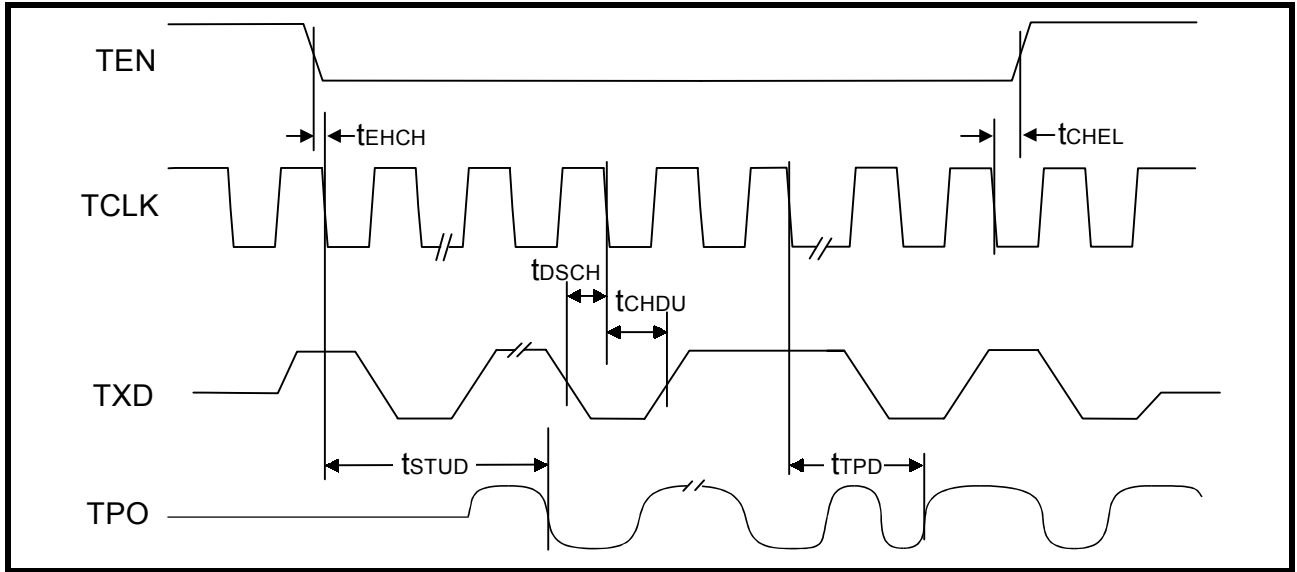 TEN
tEHCH
tCHEL
TCLK
tDSCH
tCHDU
TXD
tSTUD
tTPD
TPO